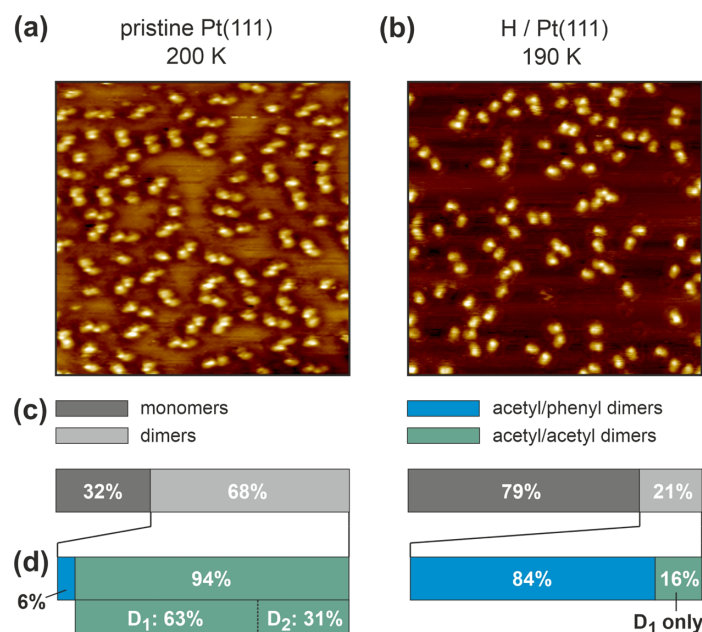 (a) pristine Pt(111)
200 K
(b) H / Pt(111)
190 K
(c) monomers
dimers
acetyl/phenyl dimers
acetyl/acetyl dimers
32% 68%
79% 21%
(d)
6%
94%
D₁: 63% D₂: 31%
84% 16%
D₁ only